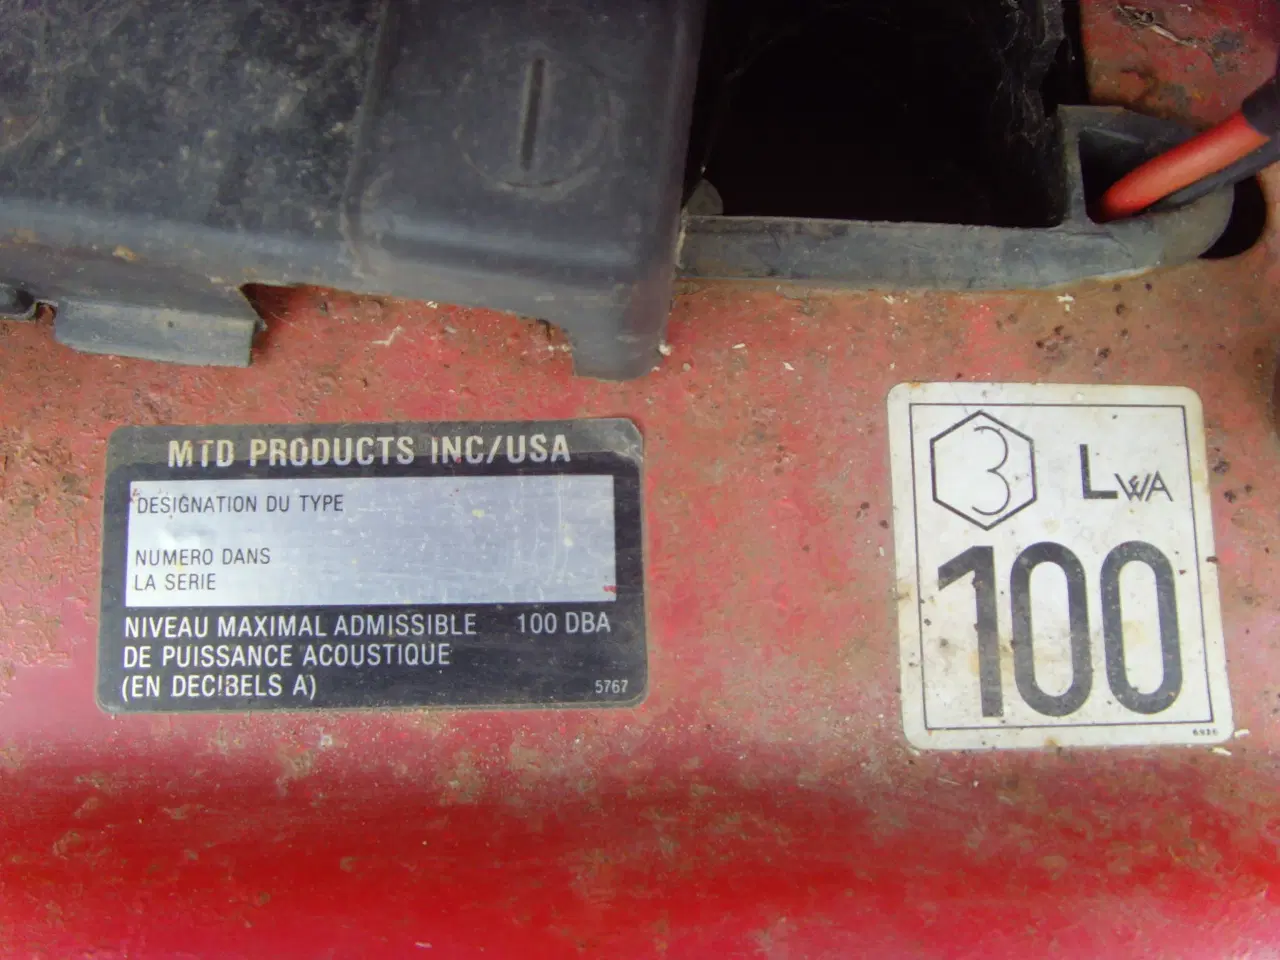 MTD PRODUCTS INC/USA
DESIGNATION DU TYPE
NUMERO DANS
LA SERIE
NIVEAU MAXIMAL ADMISSIBLE 100 DBA
DE PUISSANCE ACOUSTIQUE
(EN DECIBELS A)
5767
3 LWA
100